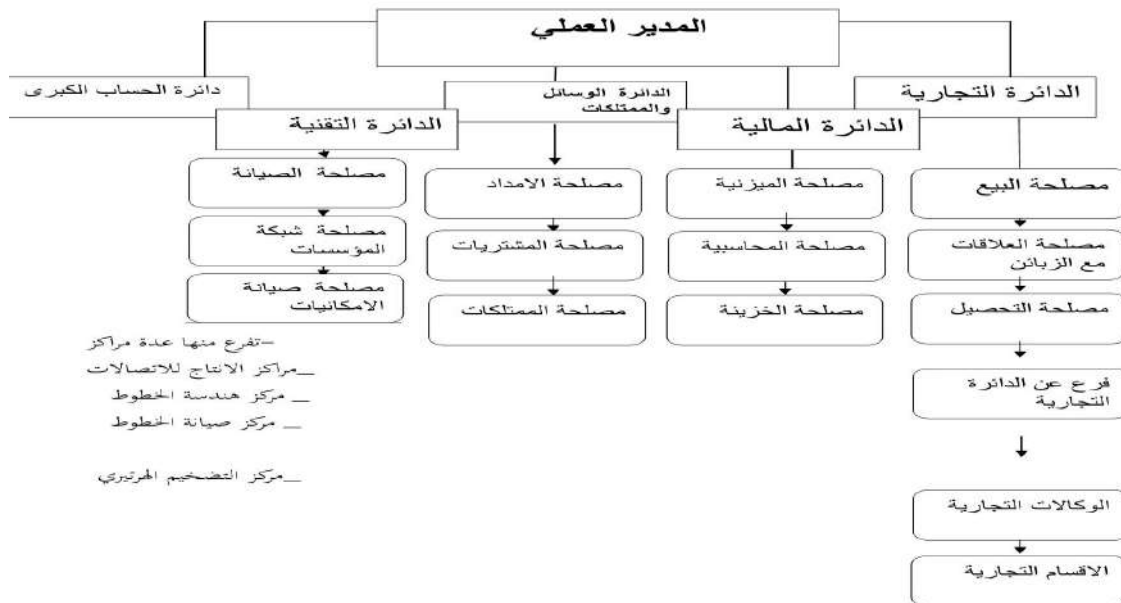 المدير العملي
الدائرة التجارية
الدائرة الوسائل
والممتلكات
دائرة الحساب الكبرى
الدائرة المالية
الدائرة التقنية
مصلحة البيع
مصلحة العلاقات
مع الزبائن
مصلحة التحصيل
فرع عن الدائرة
التجارية
الوكالات التجارية
الاقسام التجارية
مصلحة الميزنية
مصلحة المحاسبية
مصلحة الخزينة
مصلحة الامداد
مصلحة المشتريات
مصلحة الممتلكات
مصلحة الصيانة
مصلحة شبكة
المؤسسات
مصلحة صيانة
الامكانيات
–تفرع منها عدة مراكز
_مراكز الانتاج للاتصالات
_ مركز هندسة الخطوط
_ مركز صيانة الخطوط
_مركز التضخيم الهرتيري